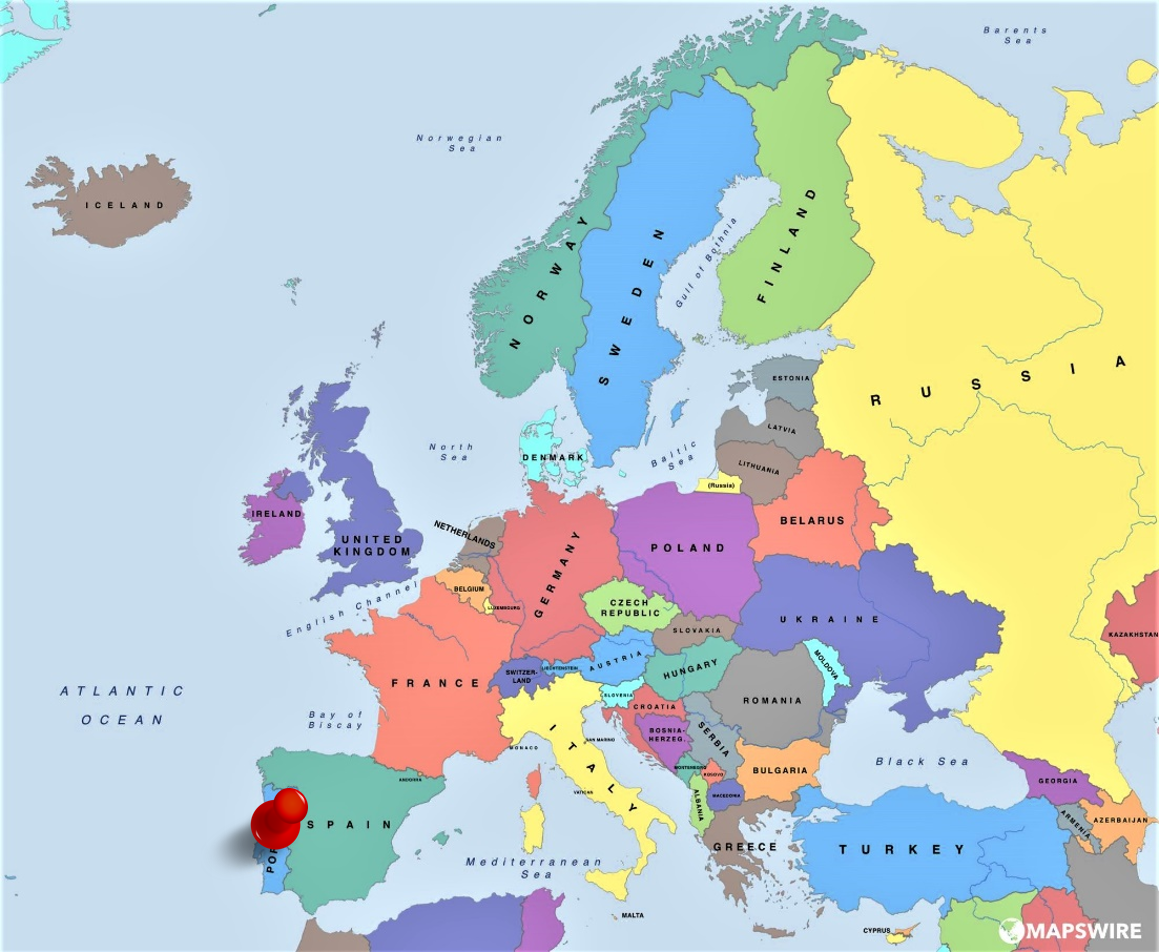 Barents
Sea
Norwegian
Sea
ICELAND
NORWAY
SWEDEN
Gulf of Bothnia
FINLAND
RUSSIA
ESTONIA
LATVIA
LITHUANIA
(Russia)
Baltic
Sea
North
Sea
DENMARK
IRELAND
UNITED
KINGDOM
NETHERLANDS
BELGIUM
LUXEMBOURG
GERMANY
POLAND
BELARUS
English Channel
CZECH
REPUBLIC
SLOVAKIA
UKRAINE
KAZAKHSTAN
ATLANTIC
OCEAN
Bay of
Biscay
FRANCE
SWITZER-
LAND
LIECHTENSTEIN
AUSTRIA
HUNGARY
MOLDOVA
SLOVENIA
CROATIA
ROMANIA
BOSNIA-
HERZEG.
SERBIA
ITALY
SAN MARINO
MONACO
VATICAN
ANDORRA
MONTENEGRO
KOSOVO
BULGARIA
MACEDONIA
ALBANIA
Black Sea
GEORGIA
ARMENIA
AZERBAIJAN
SPAIN
POR
GREECE
TURKEY
Mediterranean
Sea
MALTA
CYPRUS
MAPSWIRE